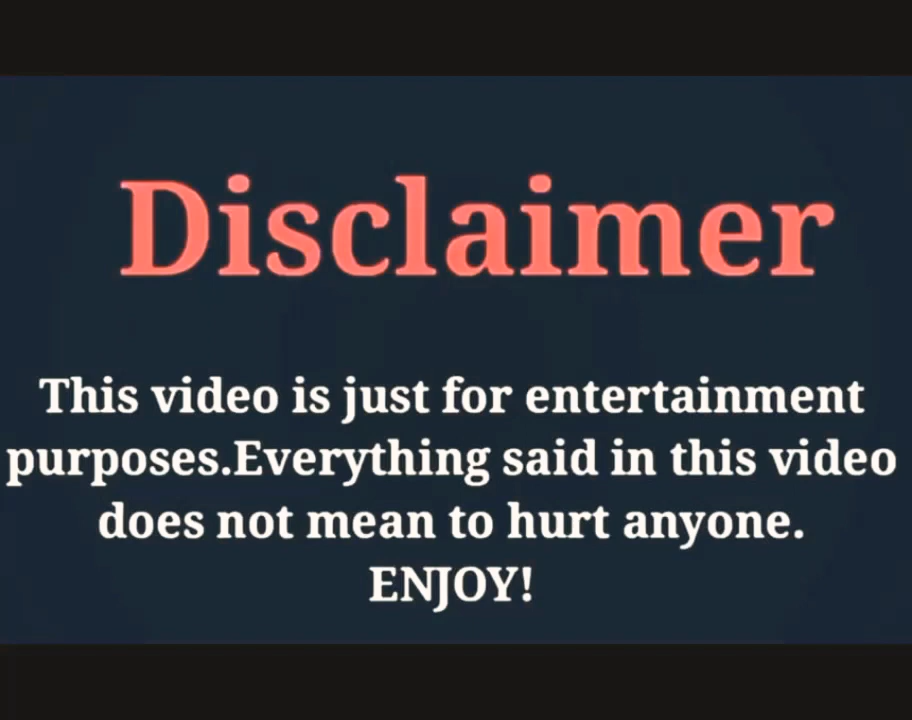 Disclaimer
This video is just for entertainment
purposes.Everything said in this video
does not mean to hurt anyone.
ENJOY!